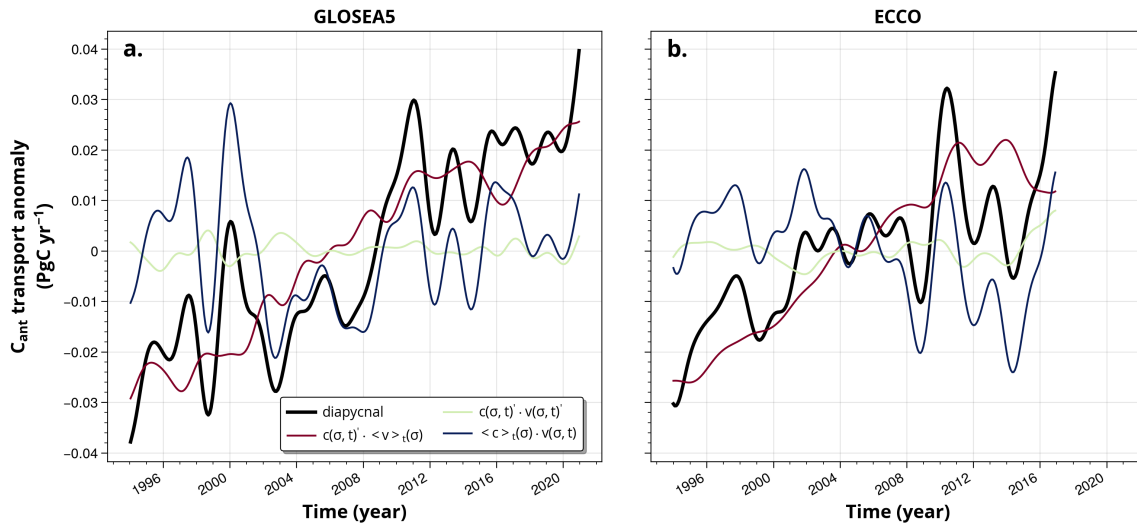 GLOSEA5
ECCO
a.
b.
C_ant transport anomaly
(PgC yr⁻¹)
0.04
0.03
0.02
0.01
0
−0.01
−0.02
−0.03
−0.04
diapycnal
c(σ, t)′ · < v > t(σ)
c(σ, t)′ · v(σ, t)′
< c > t(σ) · v(σ, t)
1996
2000
2004
2008
2012
2016
2020
1996
2000
2004
2008
2012
2016
2020
Time (year)
Time (year)